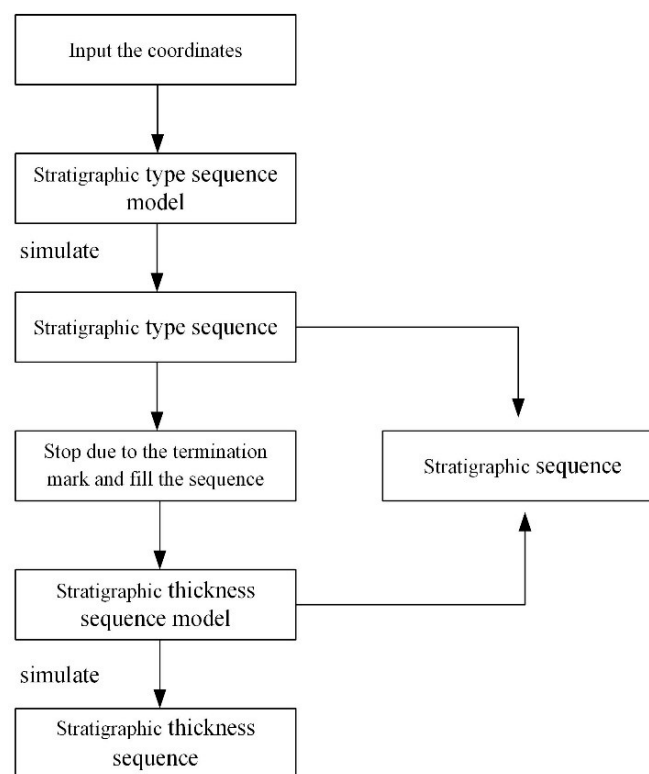 Input the coordinates
Stratigraphic type sequence
model
simulate
Stratigraphic type sequence
Stop due to the termination
mark and fill the sequence
Stratigraphic sequence
Stratigraphic thickness
sequence model
simulate
Stratigraphic thickness
sequence